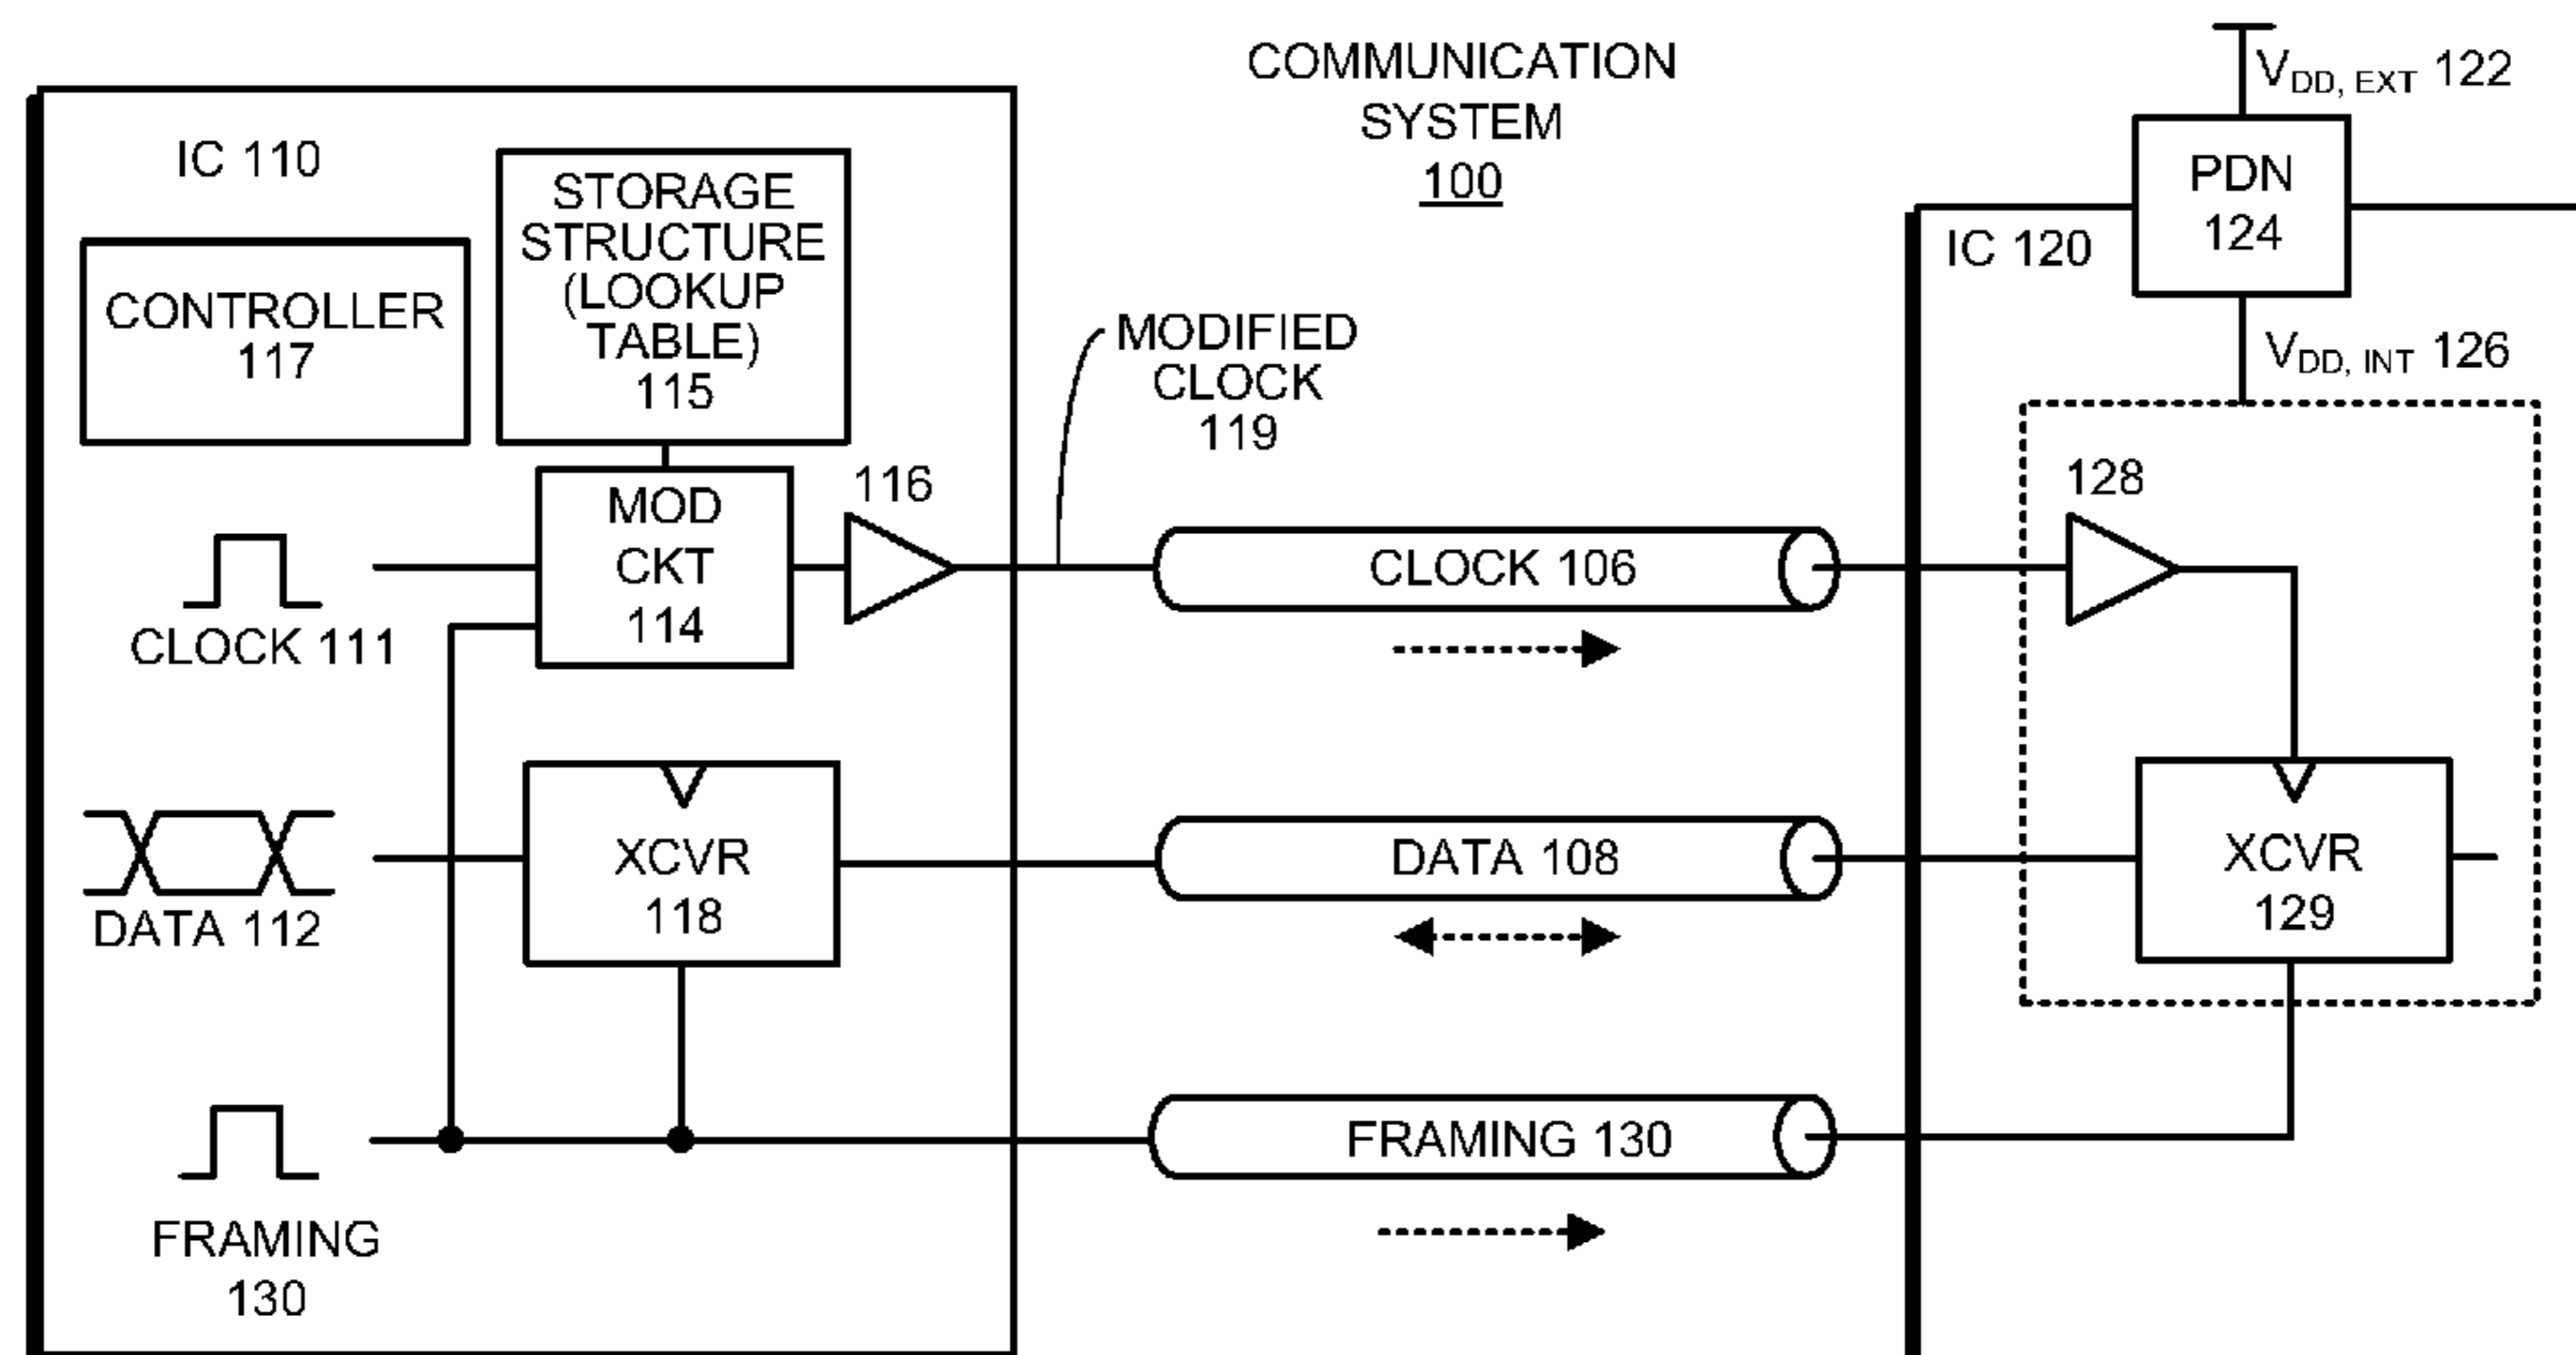 COMMUNICATION
SYSTEM
100
IC 110
STORAGE
STRUCTURE
(LOOKUP
TABLE)
115
CONTROLLER
117
MOD
CKT
114
116
CLOCK 111
MODIFIED
CLOCK
119
CLOCK 106
XCVR
118
DATA 112
DATA 108
FRAMING
130
FRAMING 130
VDD, EXT 122
PDN
124
IC 120
VDD, INT 126
128
XCVR
129